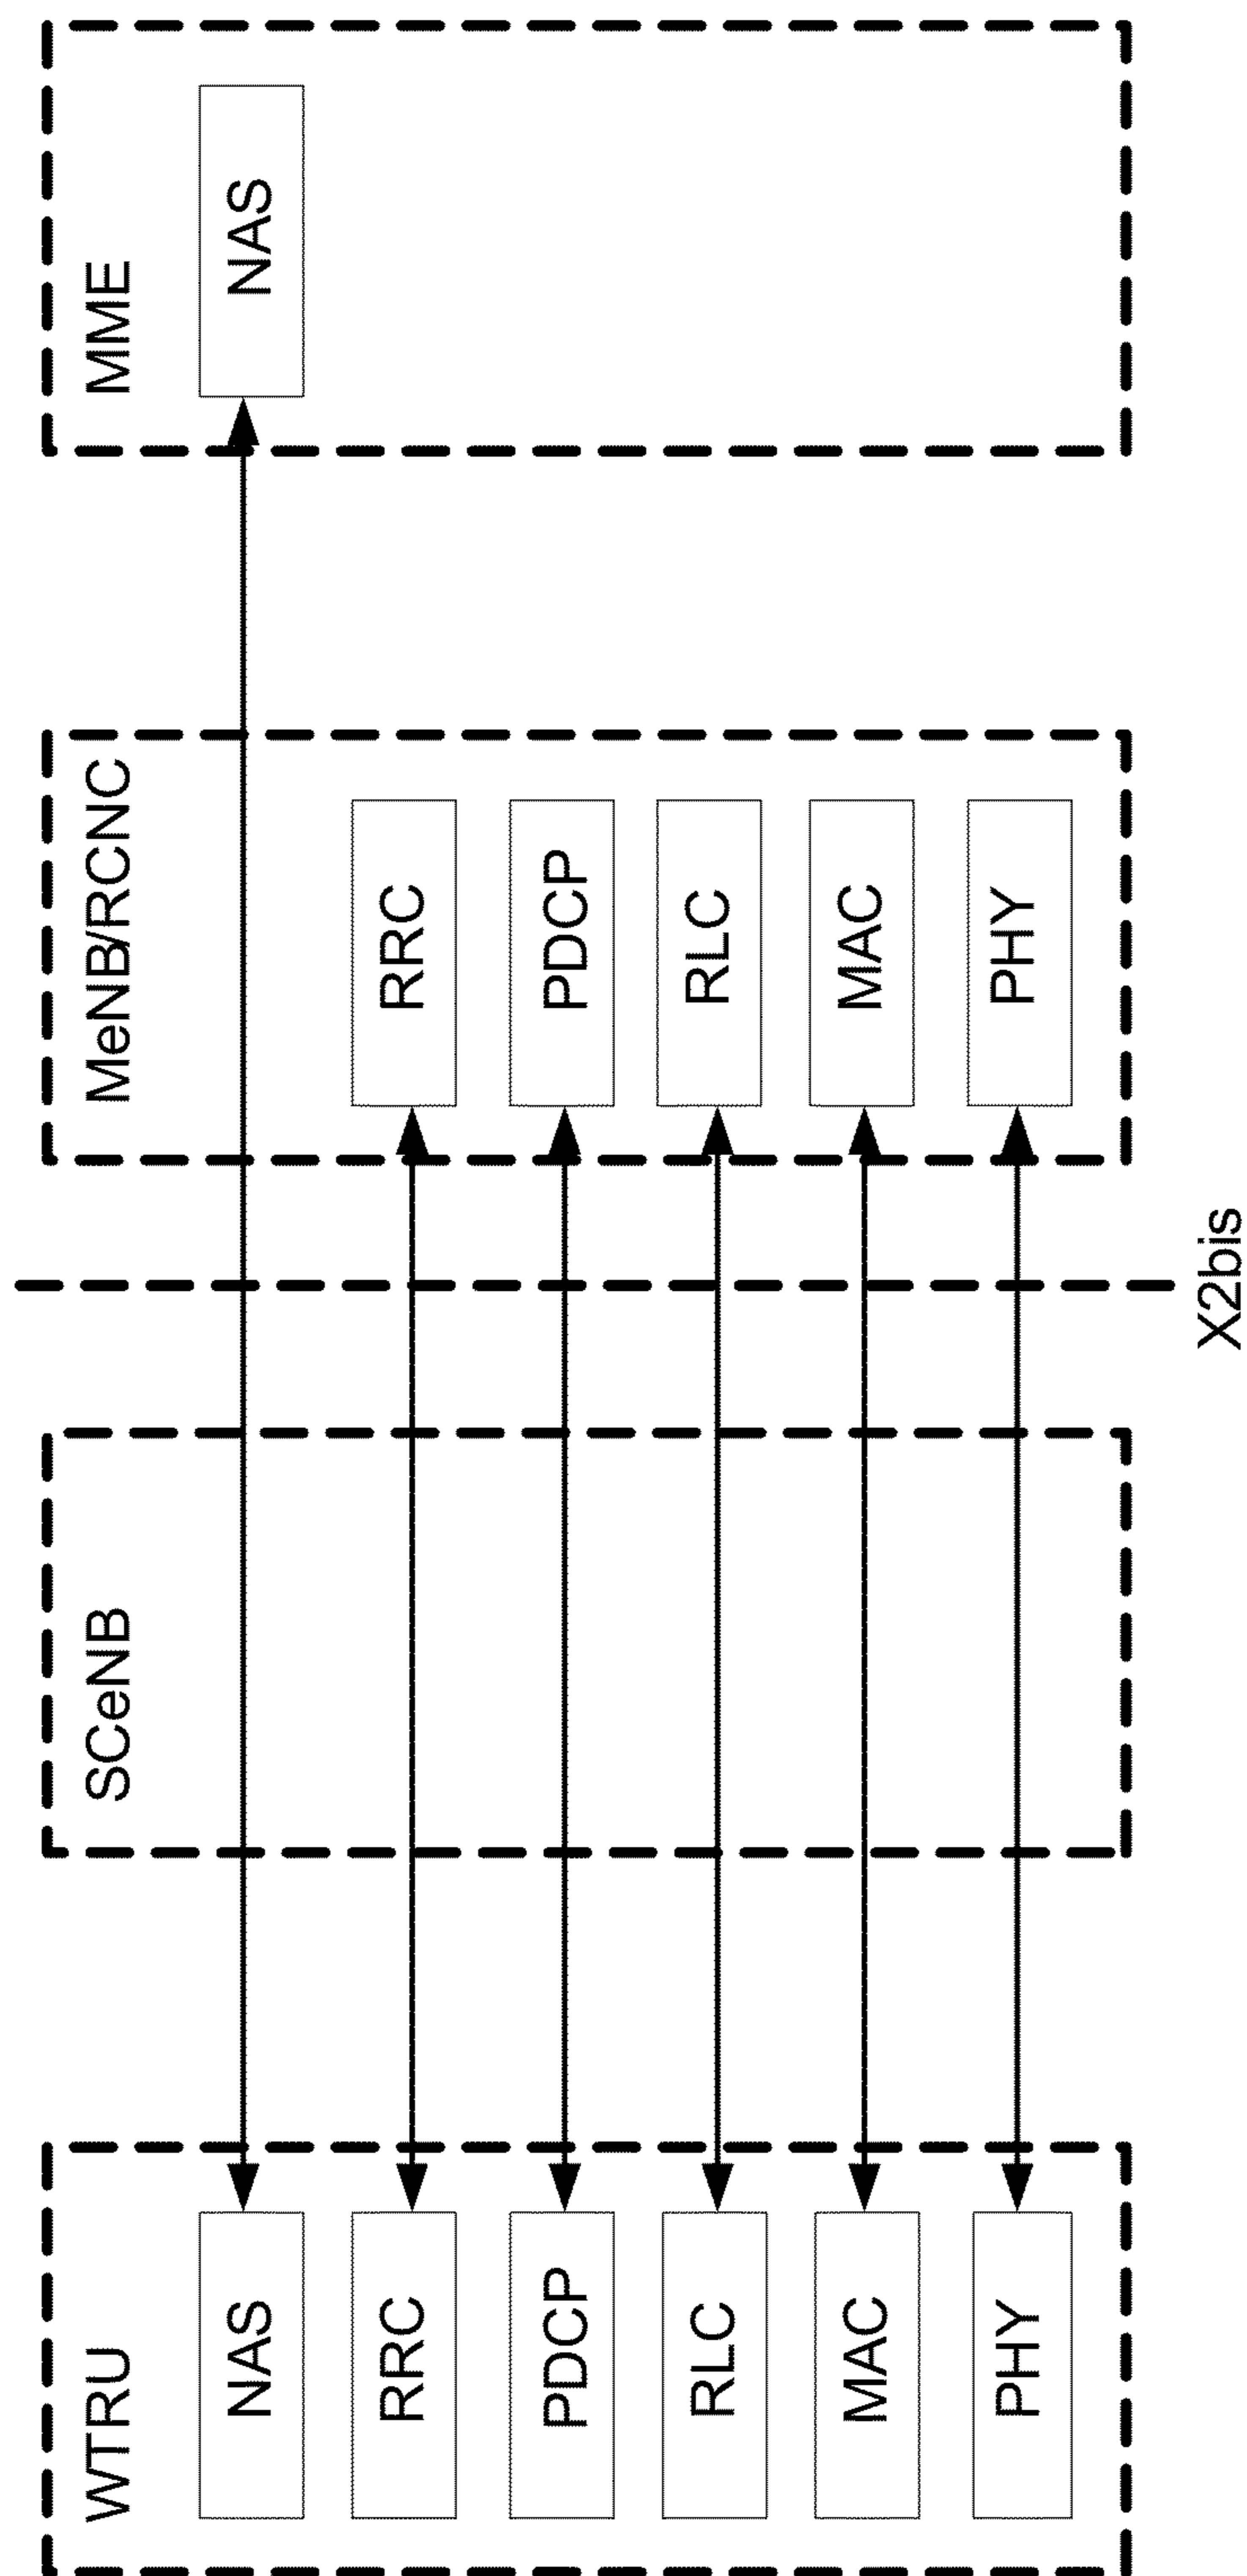 WTRU
NAS
RRC
PDCP
RLC
MAC
PHY
SCeNB
X2bis
MeNB/RCNC
RRC
PDCP
RLC
MAC
PHY
MME
NAS